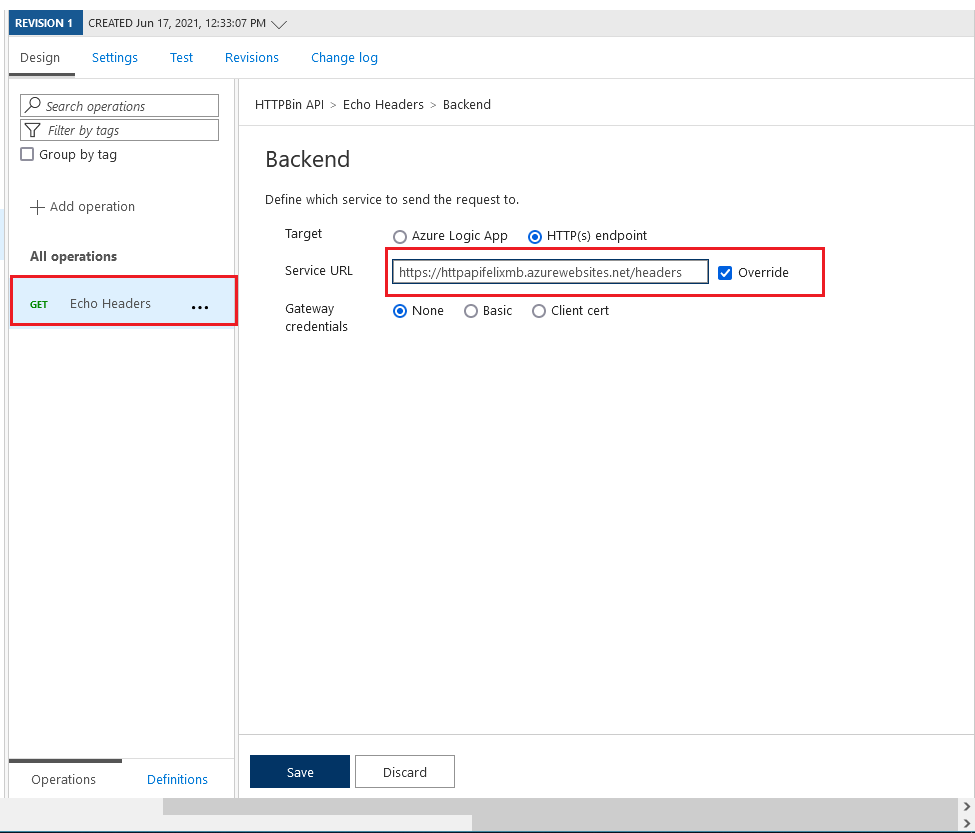 REVISION 1 CREATED Jun 17, 2021, 12:33:07 PM
Design Settings Test Revisions Change log
Search operations
Filter by tags
Group by tag
Add operation
All operations
GET Echo Headers ...
Operations Definitions
HTTPBin API > Echo Headers > Backend
Backend
Define which service to send the request to.
Target Azure Logic App HTTP(s) endpoint
Service URL https://httpapifelixmb.azurewebsites.net/headers Override
Gateway
credentials
None Basic Client cert
Save Discard